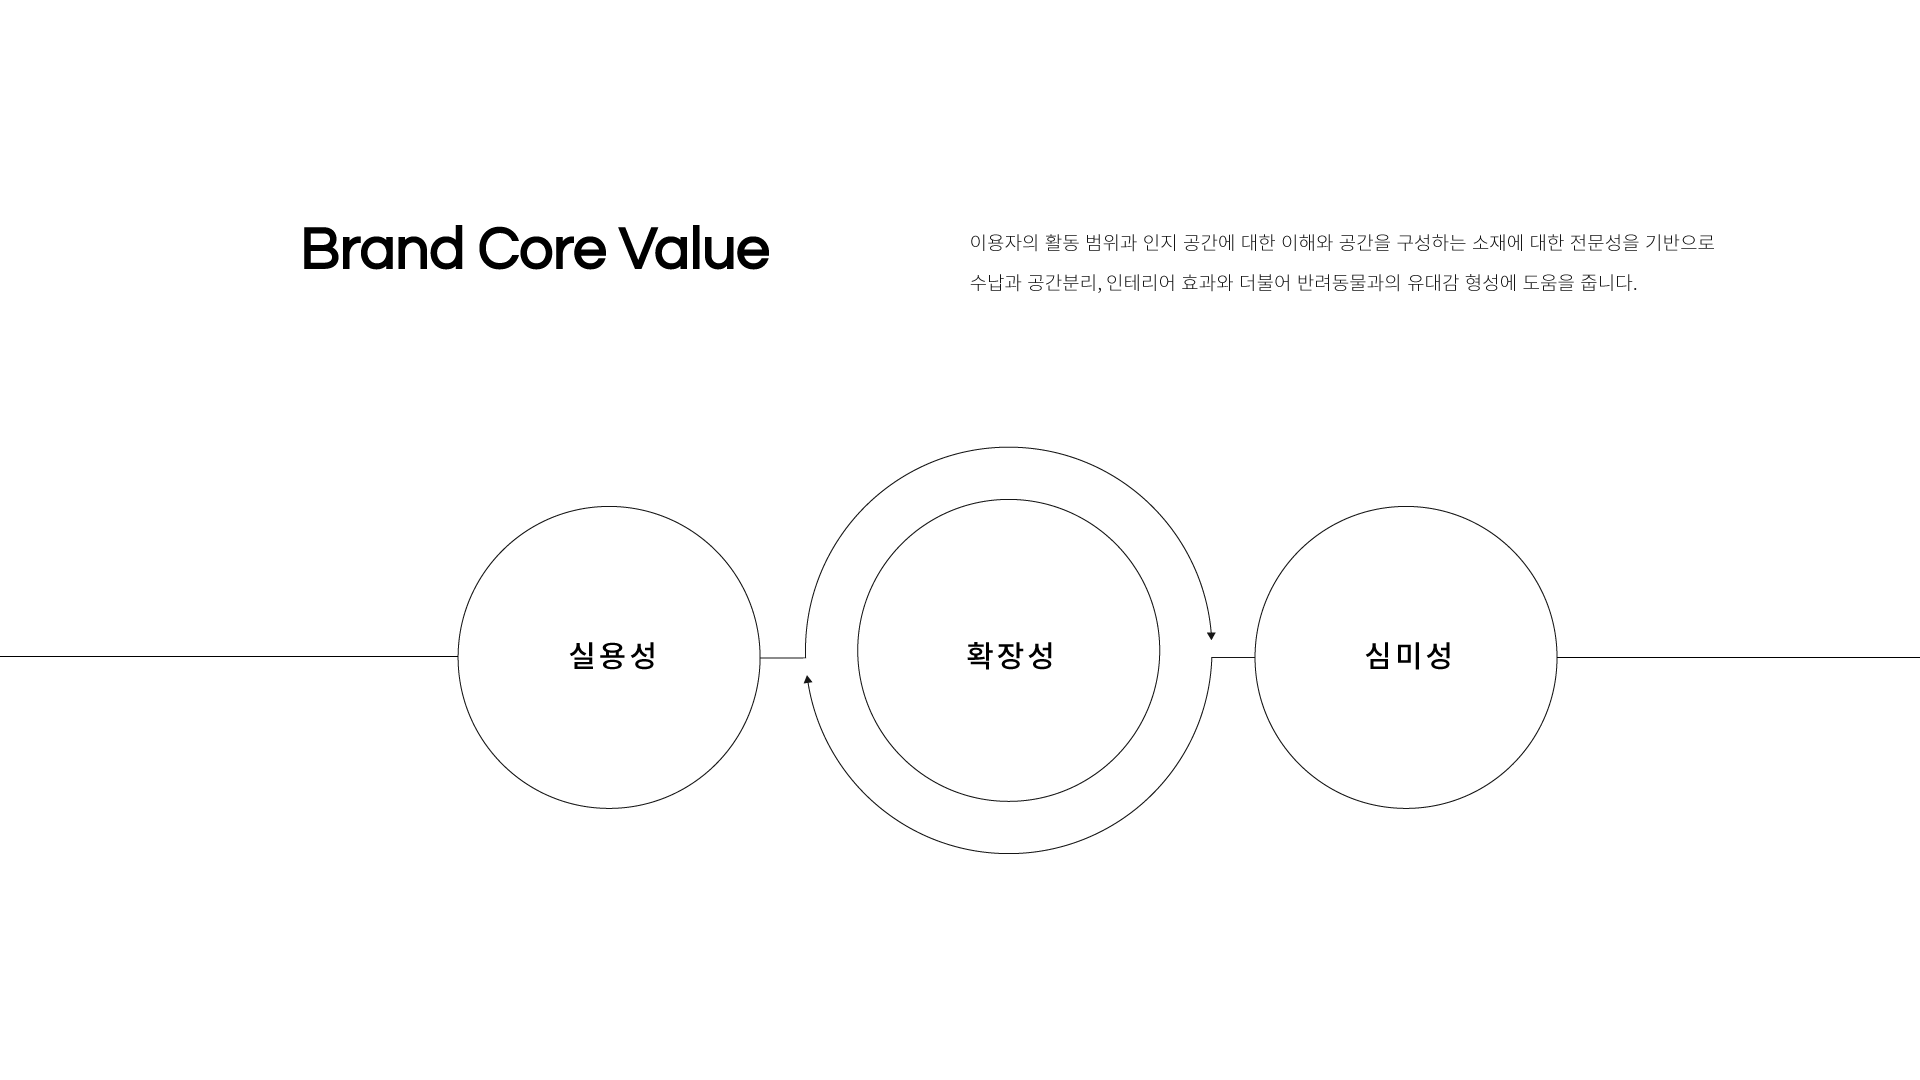 Brand Core Value
이용자의 활동 범위과 인지 공간에 대한 이해와 공간을 구성하는 소재에 대한 전문성을 기반으로
수납과 공간분리, 인테리어 효과와 더불어 반려동물과의 유대감 형성에 도움을 줍니다.
실용성
확장성
심미성